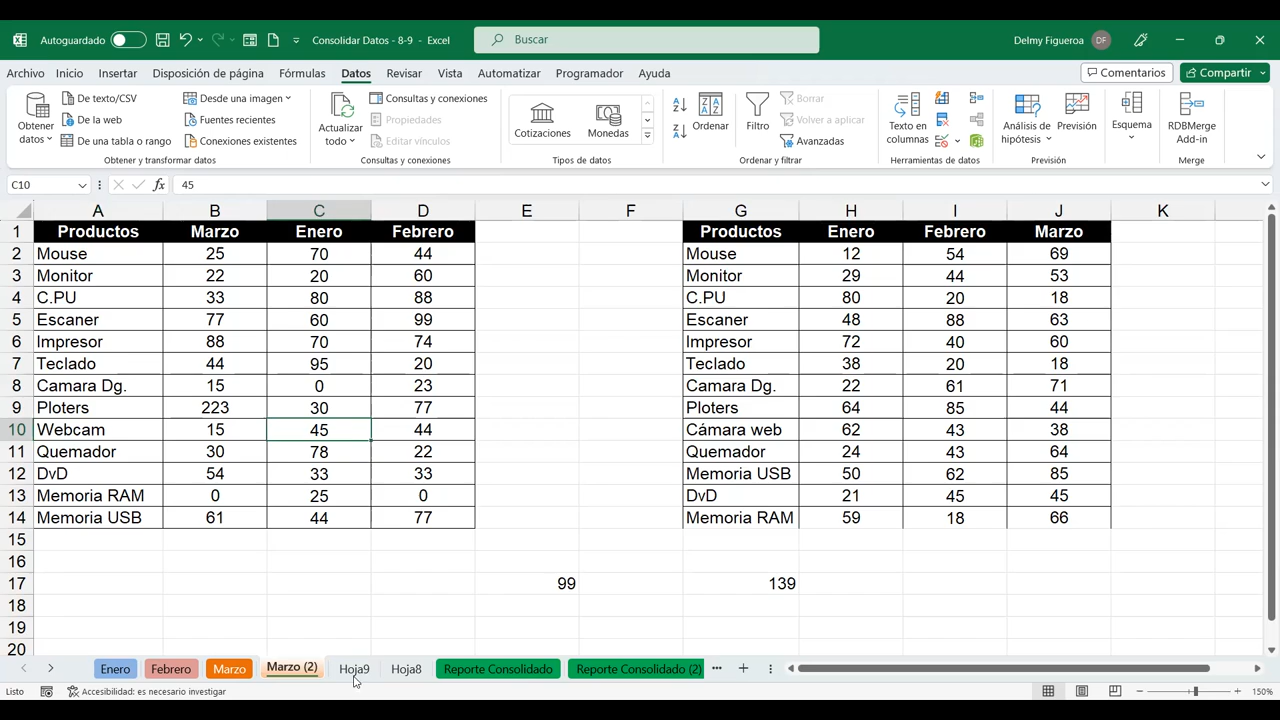 Autoguardado Consolidar Datos - 8-9 - Excel Buscar Delmy Figueroa DF
Archivo Inicio Insertar Disposición de página Fórmulas Datos Revisar Vista Automatizar Programador Ayuda Comentarios Compartir
Obtener datos De texto/CSV De la web De una tabla o rango Desde una imagen Fuentes recientes Conexiones existentes
Actualizar todo Consultas y conexiones Propiedades Editar vínculos
Cotizaciones Monedas
Ordenar Filtro Borrar Volver a aplicar Avanzadas
Texto en columnas Análisis de hipótesis Previsión Esquema RDBMerge Add-in
Obtener y transformar datos Consultas y conexiones Tipos de datos Ordenar y filtrar Herramientas de datos Previsión Merge
C10 fx 45
A B C D E F G H I J K
1 Productos Marzo Enero Febrero Productos Enero Febrero Marzo
2 Mouse 25 70 44 Mouse 12 54 69
3 Monitor 22 20 60 Monitor 29 44 53
4 C.PU 33 80 88 C.PU 80 20 18
5 Escaner 77 60 99 Escaner 48 88 63
6 Impresor 88 70 74 Impresor 72 40 60
7 Teclado 44 95 20 Teclado 38 20 18
8 Camara Dg. 15 0 23 Camara Dg. 22 61 71
9 Ploters 223 30 77 Ploters 64 85 44
10 Webcam 15 45 44 Cámara web 62 43 38
11 Quemador 30 78 22 Quemador 24 43 64
12 DvD 54 33 33 Memoria USB 50 62 85
13 Memoria RAM 0 25 0 DvD 21 45 45
14 Memoria USB 61 44 77 Memoria RAM 59 18 66
15
16
17 99 139
18
19
20
Enero Febrero Marzo Marzo (2) Hoja9 Hoja8 Reporte Consolidado Reporte Consolidado (2)
Listo Accesibilidad: es necesario investigar 150%